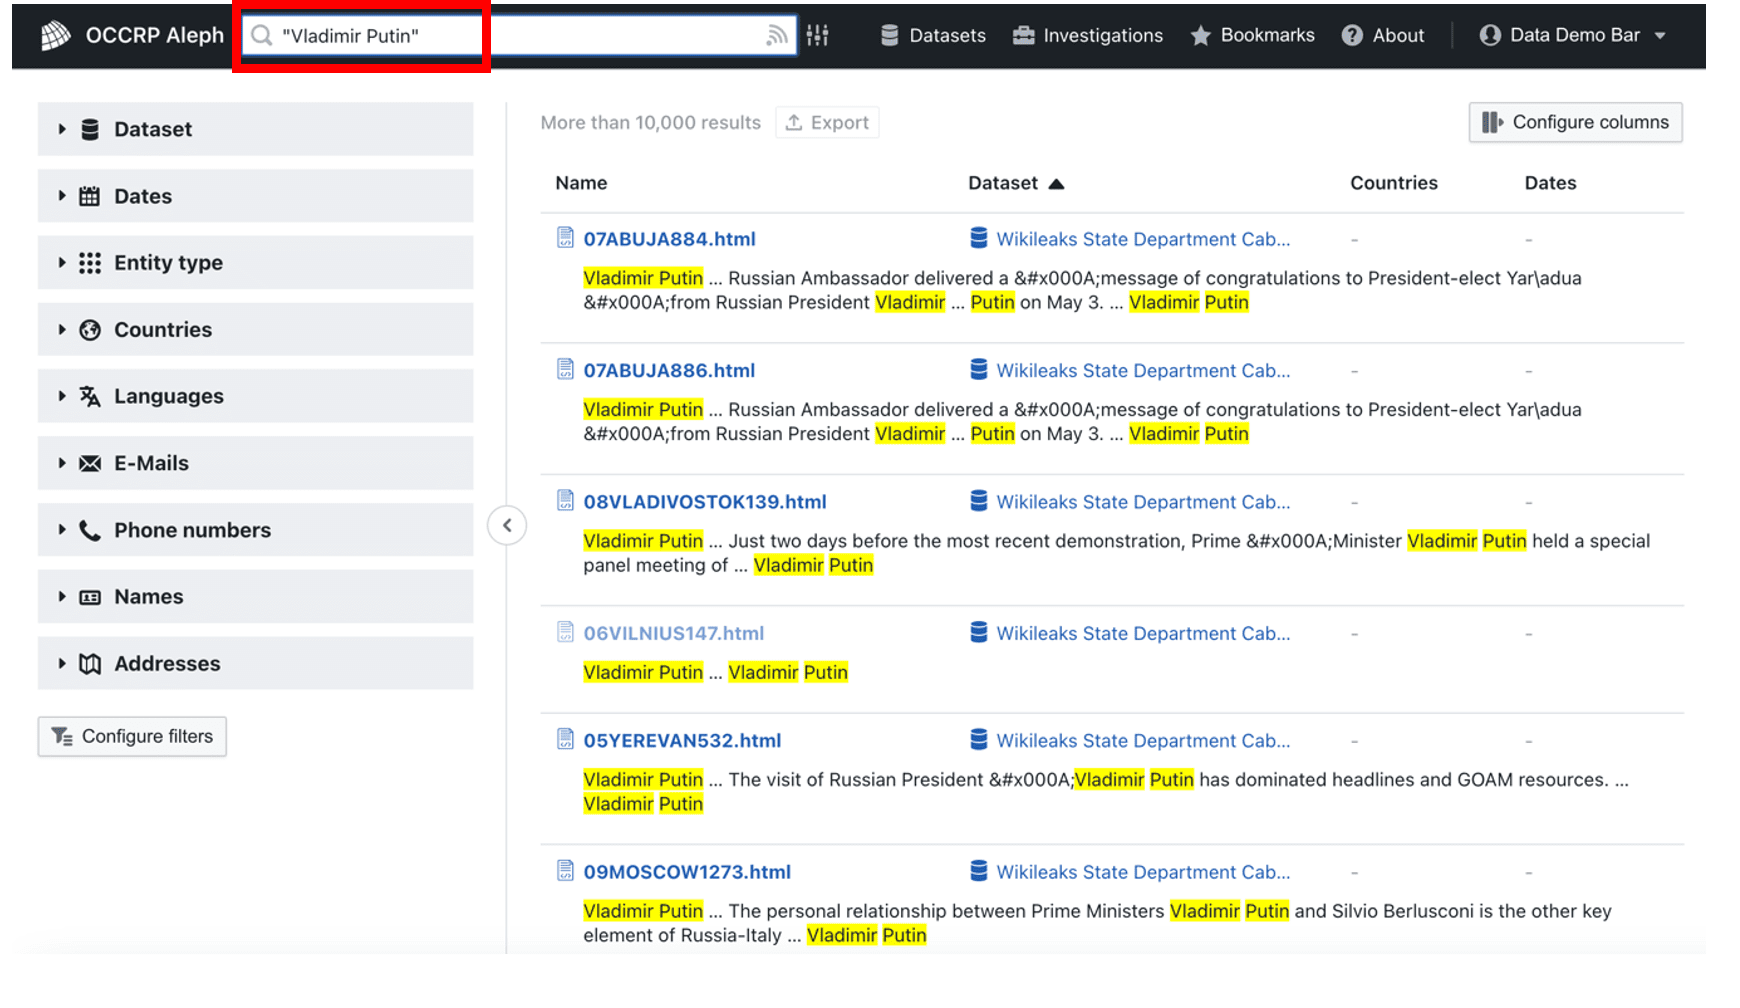 OCCRP Aleph "Vladimir Putin" Datasets Investigations Bookmarks About Data Demo Bar
Dataset
Dates
Entity type
Countries
Languages
E-Mails
Phone numbers
Names
Addresses
Configure filters
More than 10,000 results Export Configure columns
Name Dataset Countries Dates
07ABUJA884.html Wikileaks State Department Cab... - -
Vladimir Putin ... Russian Ambassador delivered a &#x000A;message of congratulations to President-elect Yar\adua
&#x000A;from Russian President Vladimir ... Putin on May 3. ... Vladimir Putin
07ABUJA886.html Wikileaks State Department Cab... - -
Vladimir Putin ... Russian Ambassador delivered a &#x000A;message of congratulations to President-elect Yar\adua
&#x000A;from Russian President Vladimir ... Putin on May 3. ... Vladimir Putin
08VLADIVOSTOK139.html Wikileaks State Department Cab... - -
Vladimir Putin ... Just two days before the most recent demonstration, Prime &#x000A;Minister Vladimir Putin held a special
panel meeting of ... Vladimir Putin
06VILNIUS147.html Wikileaks State Department Cab... - -
Vladimir Putin ... Vladimir Putin
05YEREVAN532.html Wikileaks State Department Cab... - -
Vladimir Putin ... The visit of Russian President &#x000A;Vladimir Putin has dominated headlines and GOAM resources. ...
Vladimir Putin
09MOSCOW1273.html Wikileaks State Department Cab... - -
Vladimir Putin ... The personal relationship between Prime Ministers Vladimir Putin and Silvio Berlusconi is the other key
element of Russia-Italy ... Vladimir Putin